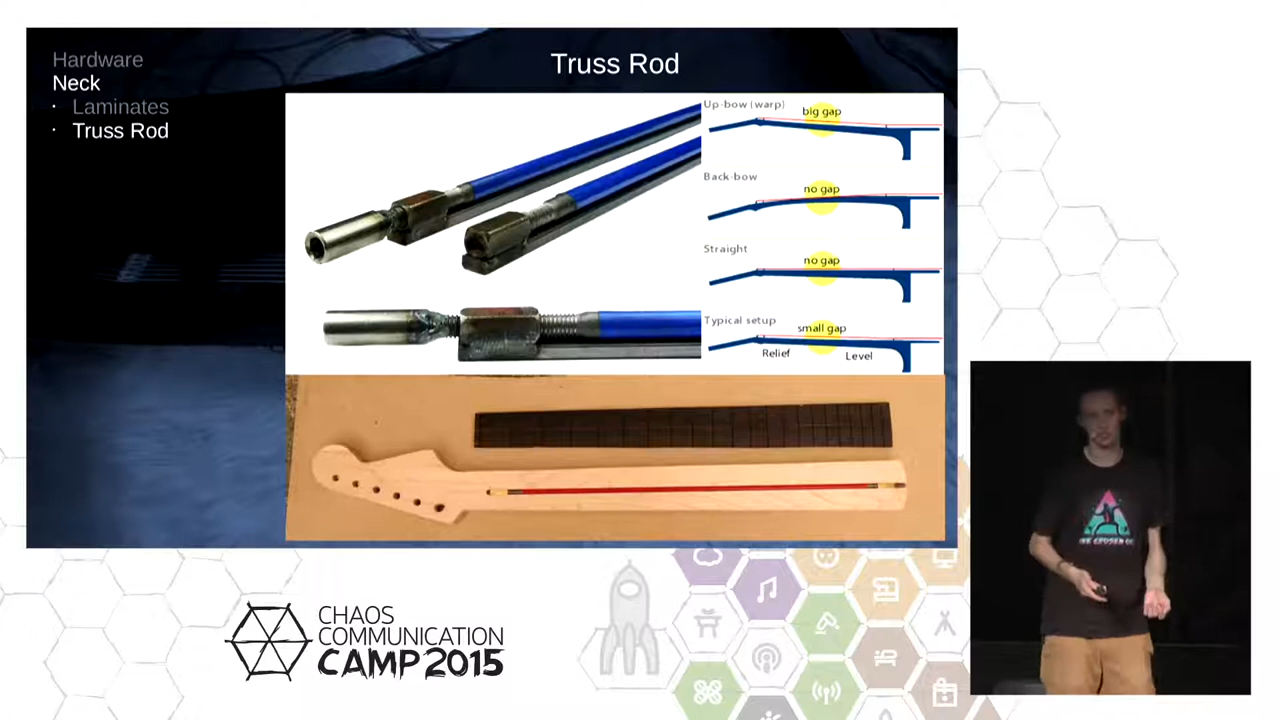 Hardware
Neck
· Laminates
· Truss Rod
Truss Rod
Up-bow (warp)
big gap
Back-bow
no gap
Straight
no gap
Typical setup
small gap
Relief
Level
CHAOS
COMMUNICATION
CAMP 2015